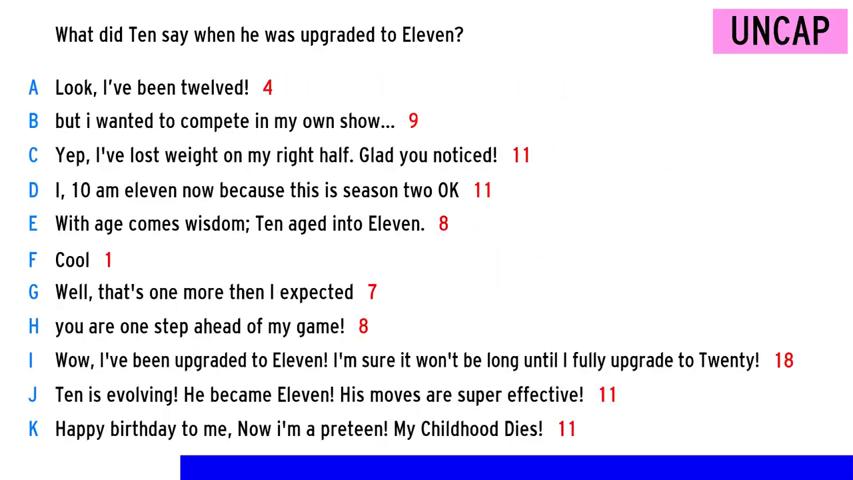 What did Ten say when he was upgraded to Eleven?
UNCAP
A Look, I've been twelved! 4
B but i wanted to compete in my own show... 9
C Yep, I've lost weight on my right half. Glad you noticed! 11
D I, 10 am eleven now because this is season two OK 11
E With age comes wisdom; Ten aged into Eleven. 8
F Cool 1
G Well, that's one more then I expected 7
H you are one step ahead of my game! 8
I Wow, I've been upgraded to Eleven! I'm sure it won't be long until I fully upgrade to Twenty! 18
J Ten is evolving! He became Eleven! His moves are super effective! 11
K Happy birthday to me, Now i'm a preteen! My Childhood Dies! 11